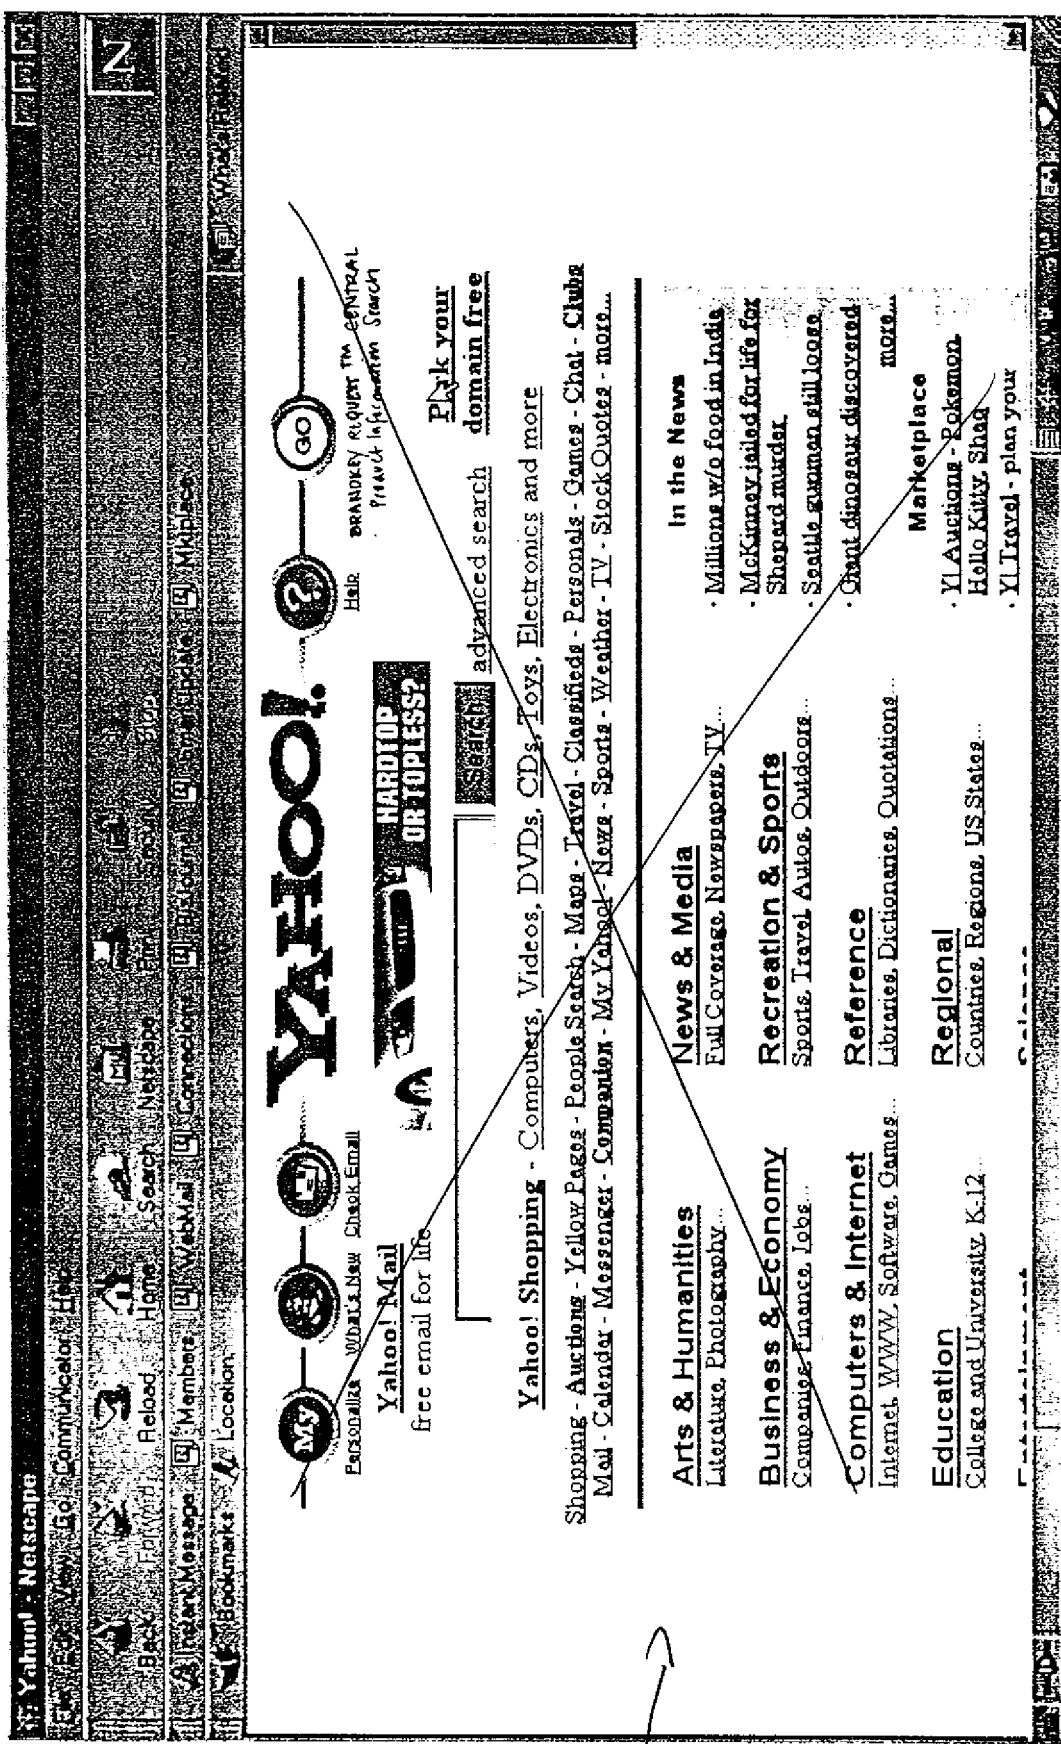 Yahoo! - Netscape
Edit View Go Communicator Help
Back Forward Reload Home Search Netscape Print Security Stop
N
Instant Message Members WebMail Connections BizJournal SmartUpdate Mktplace
Bookmarks Location What's Related
My YAHOO! ? GO
Personalize What's New Check Email Help
BRANDKEY REQUEST TM CENTRAL
Product Information Search
Yahoo! Mail
free email for life
HARDTOP
OR TOPLESS?
Park your
domain free
Search advanced search
Yahoo! Shopping - Computers, Videos, DVDs, CDs, Toys, Electronics and more
Shopping - Auctions - Yellow Pages - People Search - Maps - Travel - Classifieds - Personals - Games - Chat - Clubs
Mail - Calendar - Messenger - Companion - My Yahoo! - News - Sports - Weather - TV - Stock Quotes - more...
Arts & Humanities
Literature, Photography...
Business & Economy
Companies, Finance, Jobs...
Computers & Internet
Internet, WWW, Software, Games...
Education
College and University, K-12...
News & Media
Full Coverage, Newspapers, TV...
Recreation & Sports
Sports, Travel, Autos, Outdoors...
Reference
Libraries, Dictionaries, Quotations...
Regional
Countries, Regions, US States...
In the News
· Millions w/o food in India
· McKinney jailed for life for
Shepard murder
· Seattle gunman still loose
· Giant dinosaur discovered
more...
Marketplace
· Y! Auctions - Pokemon,
Hello Kitty, Shaq
· Y! Travel - plan your